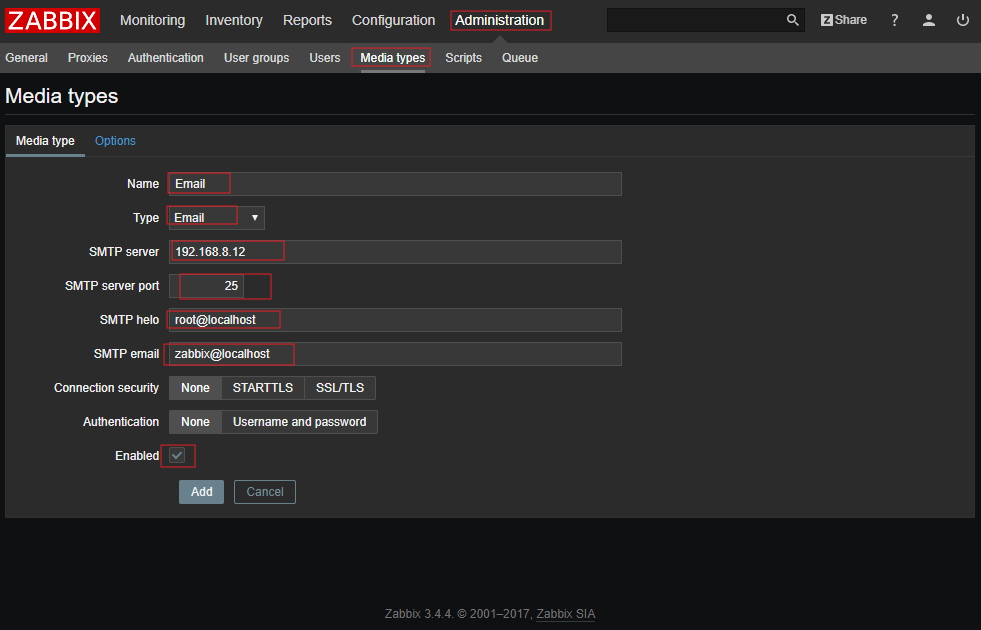 ZABBIX Monitoring Inventory Reports Configuration Administration Z Share ?
General Proxies Authentication User groups Users Media types Scripts Queue
Media types
Media type Options
Name Email
Type Email
SMTP server 192.168.8.12
SMTP server port 25
SMTP helo root@localhost
SMTP email zabbix@localhost
Connection security None STARTTLS SSL/TLS
Authentication None Username and password
Enabled
Add Cancel
Zabbix 3.4.4. © 2001–2017, Zabbix SIA